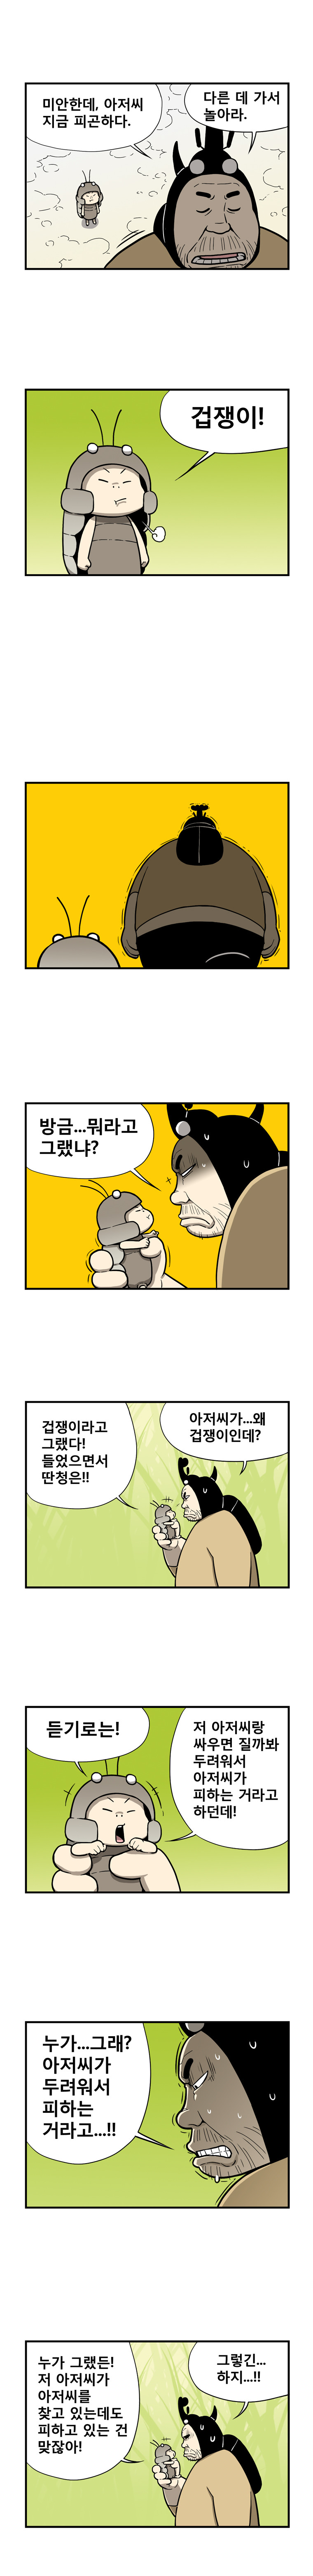 미안한데, 아저씨
지금 피곤하다.
다른 데 가서
놀아라.
겁쟁이!
방금...뭐라고
그랬냐?
겁쟁이라고
그랬다!
들었으면서
딴청은!!
아저씨가...왜
겁쟁이인데?
듣기로는!
저 아저씨랑
싸우면 질까봐
두려워서
아저씨가
피하는 거라고
하던데!
누가...그래?
아저씨가
두려워서
피하는
거라고...!!
누가 그랬든!
저 아저씨가
아저씨를
찾고 있는데도
피하고 있는 건
맞잖아!
그렇긴...
하지...!!